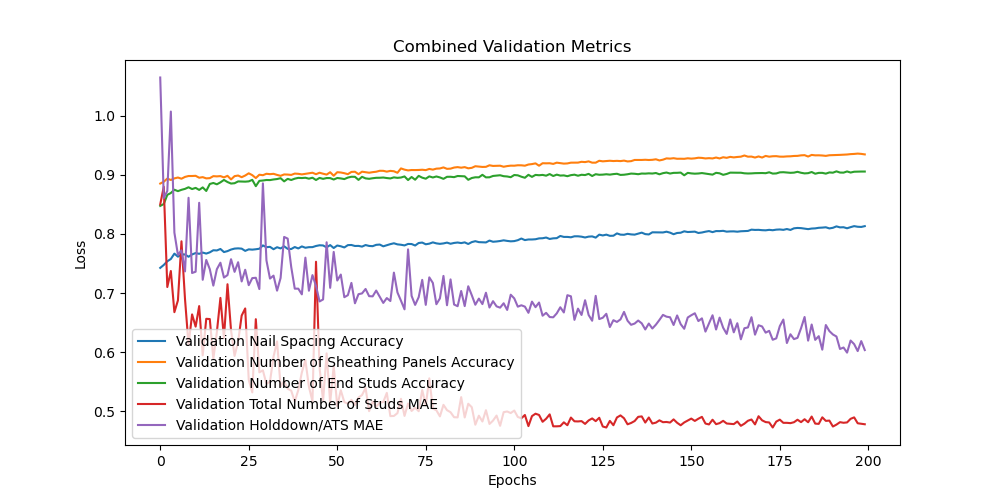 Combined Validation Metrics
1.0
0.9
0.8
0.7
0.6
0.5
Loss
Validation Nail Spacing Accuracy
Validation Number of Sheathing Panels Accuracy
Validation Number of End Studs Accuracy
Validation Total Number of Studs MAE
Validation Holddown/ATS MAE
0 25 50 75 100 125 150 175 200
Epochs